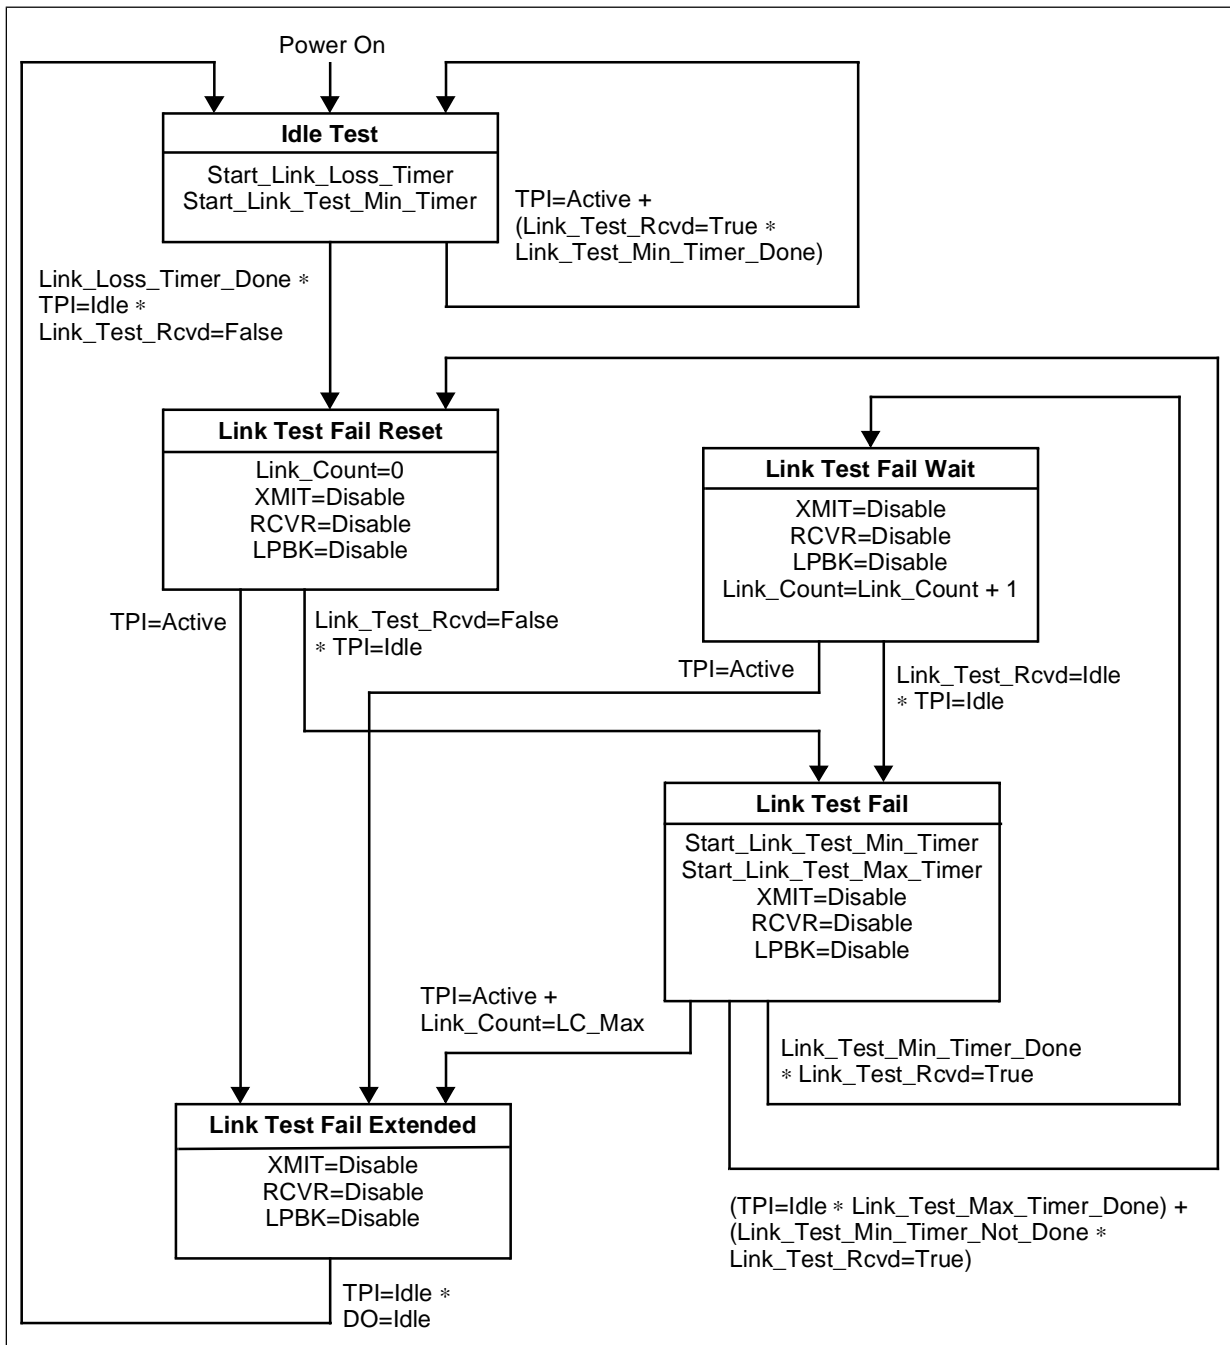 Power On
Idle Test
Start_Link_Loss_Timer
Start_Link_Test_Min_Timer
TPI=Active +
(Link_Test_Rcvd=True *
Link_Test_Min_Timer_Done)
Link_Loss_Timer_Done *
TPI=Idle *
Link_Test_Rcvd=False
Link Test Fail Reset
Link_Count=0
XMIT=Disable
RCVR=Disable
LPBK=Disable
Link Test Fail Wait
XMIT=Disable
RCVR=Disable
LPBK=Disable
Link_Count=Link_Count + 1
TPI=Active
Link_Test_Rcvd=False
* TPI=Idle
TPI=Active
Link_Test_Rcvd=Idle
* TPI=Idle
Link Test Fail
Start_Link_Test_Min_Timer
Start_Link_Test_Max_Timer
XMIT=Disable
RCVR=Disable
LPBK=Disable
TPI=Active +
Link_Count=LC_Max
Link_Test_Min_Timer_Done
* Link_Test_Rcvd=True
Link Test Fail Extended
XMIT=Disable
RCVR=Disable
LPBK=Disable
(TPI=Idle * Link_Test_Max_Timer_Done) +
(Link_Test_Min_Timer_Not_Done *
Link_Test_Rcvd=True)
TPI=Idle *
DO=Idle